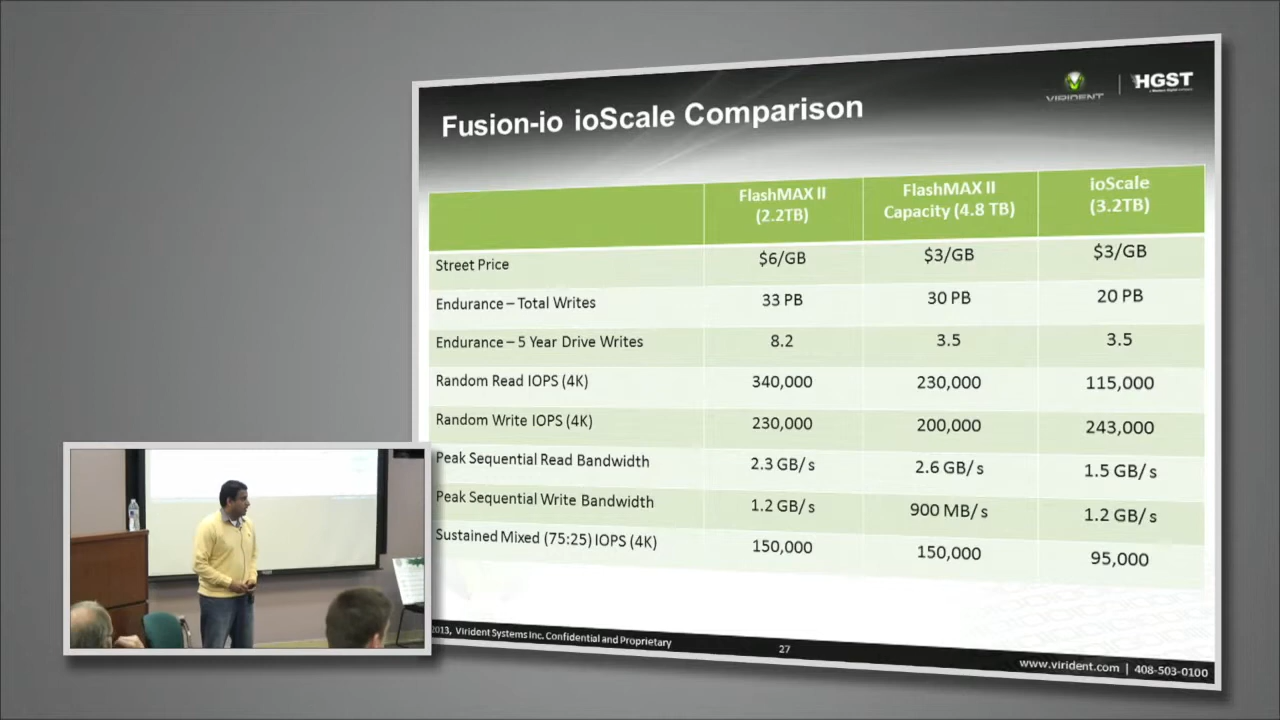 VIRIDENT
HGST
Fusion-io ioScale Comparison
FlashMAX II
(2.2TB)
FlashMAX II
Capacity (4.8 TB)
ioScale
(3.2TB)
Street Price $6/GB $3/GB $3/GB
Endurance – Total Writes 33 PB 30 PB 20 PB
Endurance – 5 Year Drive Writes 8.2 3.5 3.5
Random Read IOPS (4K) 340,000 230,000 115,000
Random Write IOPS (4K) 230,000 200,000 243,000
Peak Sequential Read Bandwidth 2.3 GB/s 2.6 GB/s 1.5 GB/s
Peak Sequential Write Bandwidth 1.2 GB/s 900 MB/s 1.2 GB/s
Sustained Mixed (75:25) IOPS (4K) 150,000 150,000 95,000
2013, Virident Systems Inc. Confidential and Proprietary
27
www.virident.com | 408-503-0100